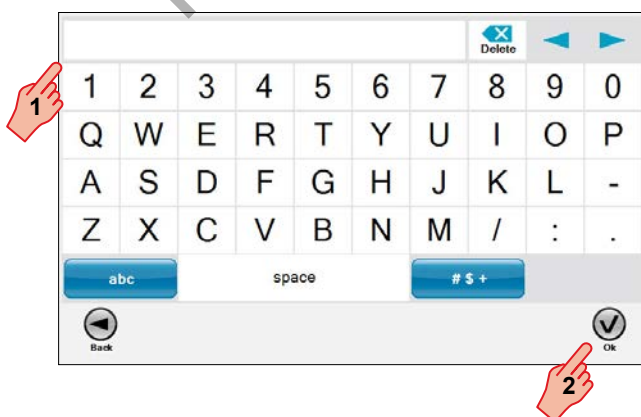 Delete
1 2 3 4 5 6 7 8 9 0
1
Q W E R T Y U I O P
A S D F G H J K L -
Z X C V B N M / : .
abc space # $ +
Back Ok
2